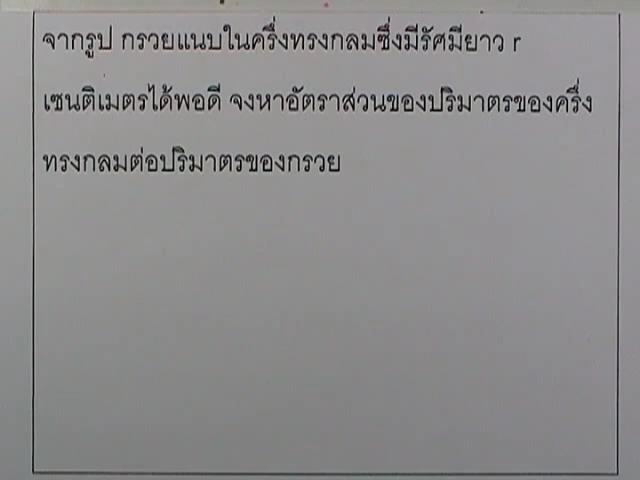 จากรูป กรวยแนบในครึ่งทรงกลมซึ่งมีรัศมียาว r
เซนติเมตรได้พอดี จงหาอัตราส่วนของปริมาตรของครึ่ง
ทรงกลมต่อปริมาตรของกรวย